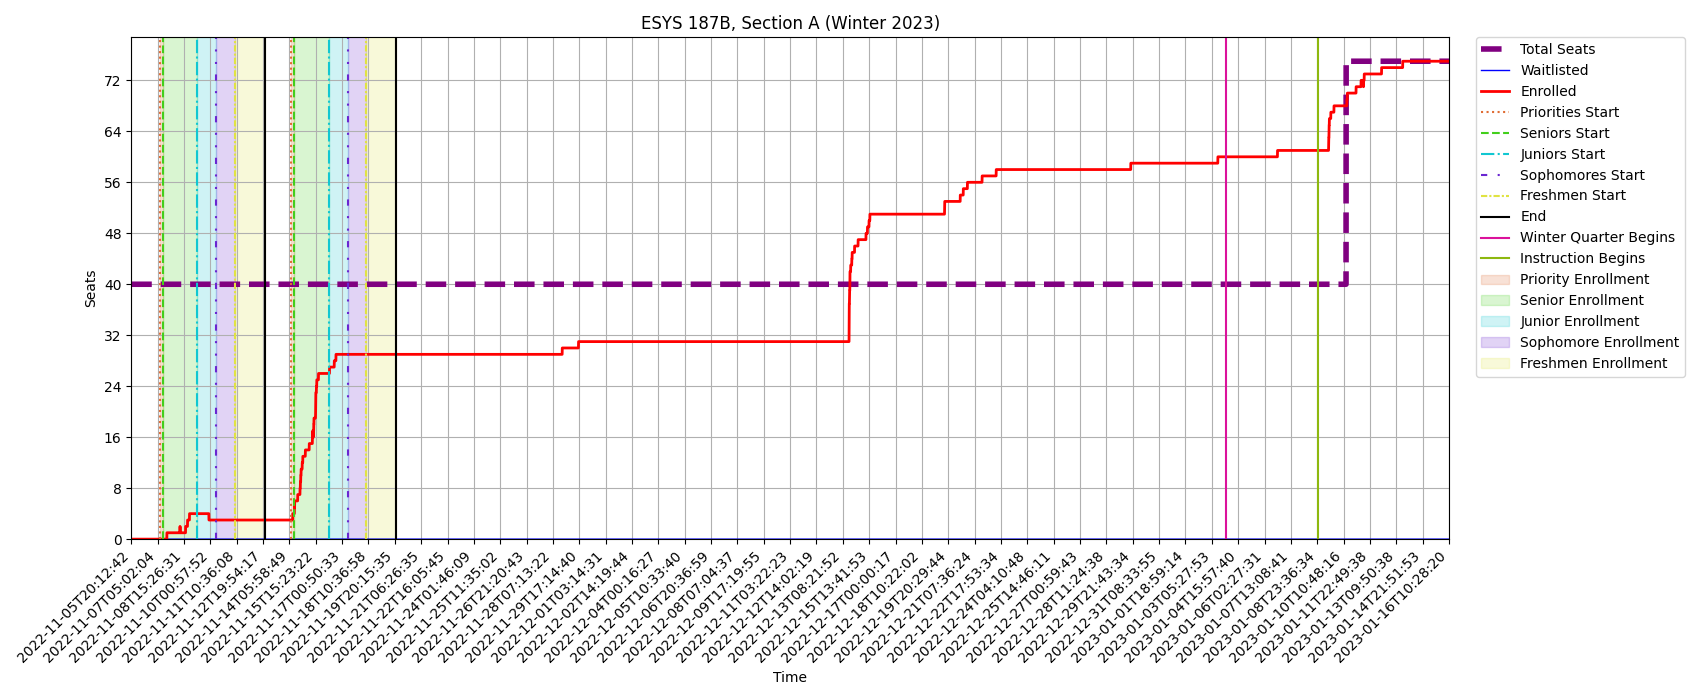 ESYS 187B, Section A (Winter 2023)
Seats
72
64
56
48
40
32
24
16
8
0
2022-11-05T20:12:42
2022-11-07T05:02:04
2022-11-08T15:26:31
2022-11-10T00:57:52
2022-11-11T10:36:08
2022-11-12T19:54:17
2022-11-14T05:58:49
2022-11-15T15:23:22
2022-11-17T00:50:33
2022-11-18T10:36:58
2022-11-19T20:15:35
2022-11-21T06:26:35
2022-11-22T16:05:45
2022-11-24T01:46:09
2022-11-25T11:35:02
2022-11-26T21:20:43
2022-11-28T07:13:22
2022-11-29T17:14:40
2022-12-01T03:14:31
2022-12-02T14:19:44
2022-12-04T00:16:27
2022-12-05T10:33:40
2022-12-06T20:36:59
2022-12-08T07:04:37
2022-12-09T17:19:55
2022-12-11T03:22:23
2022-12-12T14:02:19
2022-12-13T08:21:52
2022-12-15T13:41:53
2022-12-17T00:00:17
2022-12-18T10:22:02
2022-12-19T20:29:44
2022-12-21T07:36:24
2022-12-22T17:53:34
2022-12-24T04:10:48
2022-12-25T14:46:11
2022-12-27T00:59:43
2022-12-28T11:24:38
2022-12-29T21:43:34
2022-12-31T08:33:55
2023-01-01T18:59:14
2023-01-03T05:27:53
2023-01-04T15:57:40
2023-01-06T02:27:31
2023-01-07T13:08:41
2023-01-08T23:36:34
2023-01-10T10:48:16
2023-01-11T22:49:38
2023-01-13T09:50:38
2023-01-14T21:51:53
2023-01-16T10:28:20
Time
Total Seats
Waitlisted
Enrolled
Priorities Start
Seniors Start
Juniors Start
Sophomores Start
Freshmen Start
End
Winter Quarter Begins
Instruction Begins
Priority Enrollment
Senior Enrollment
Junior Enrollment
Sophomore Enrollment
Freshmen Enrollment